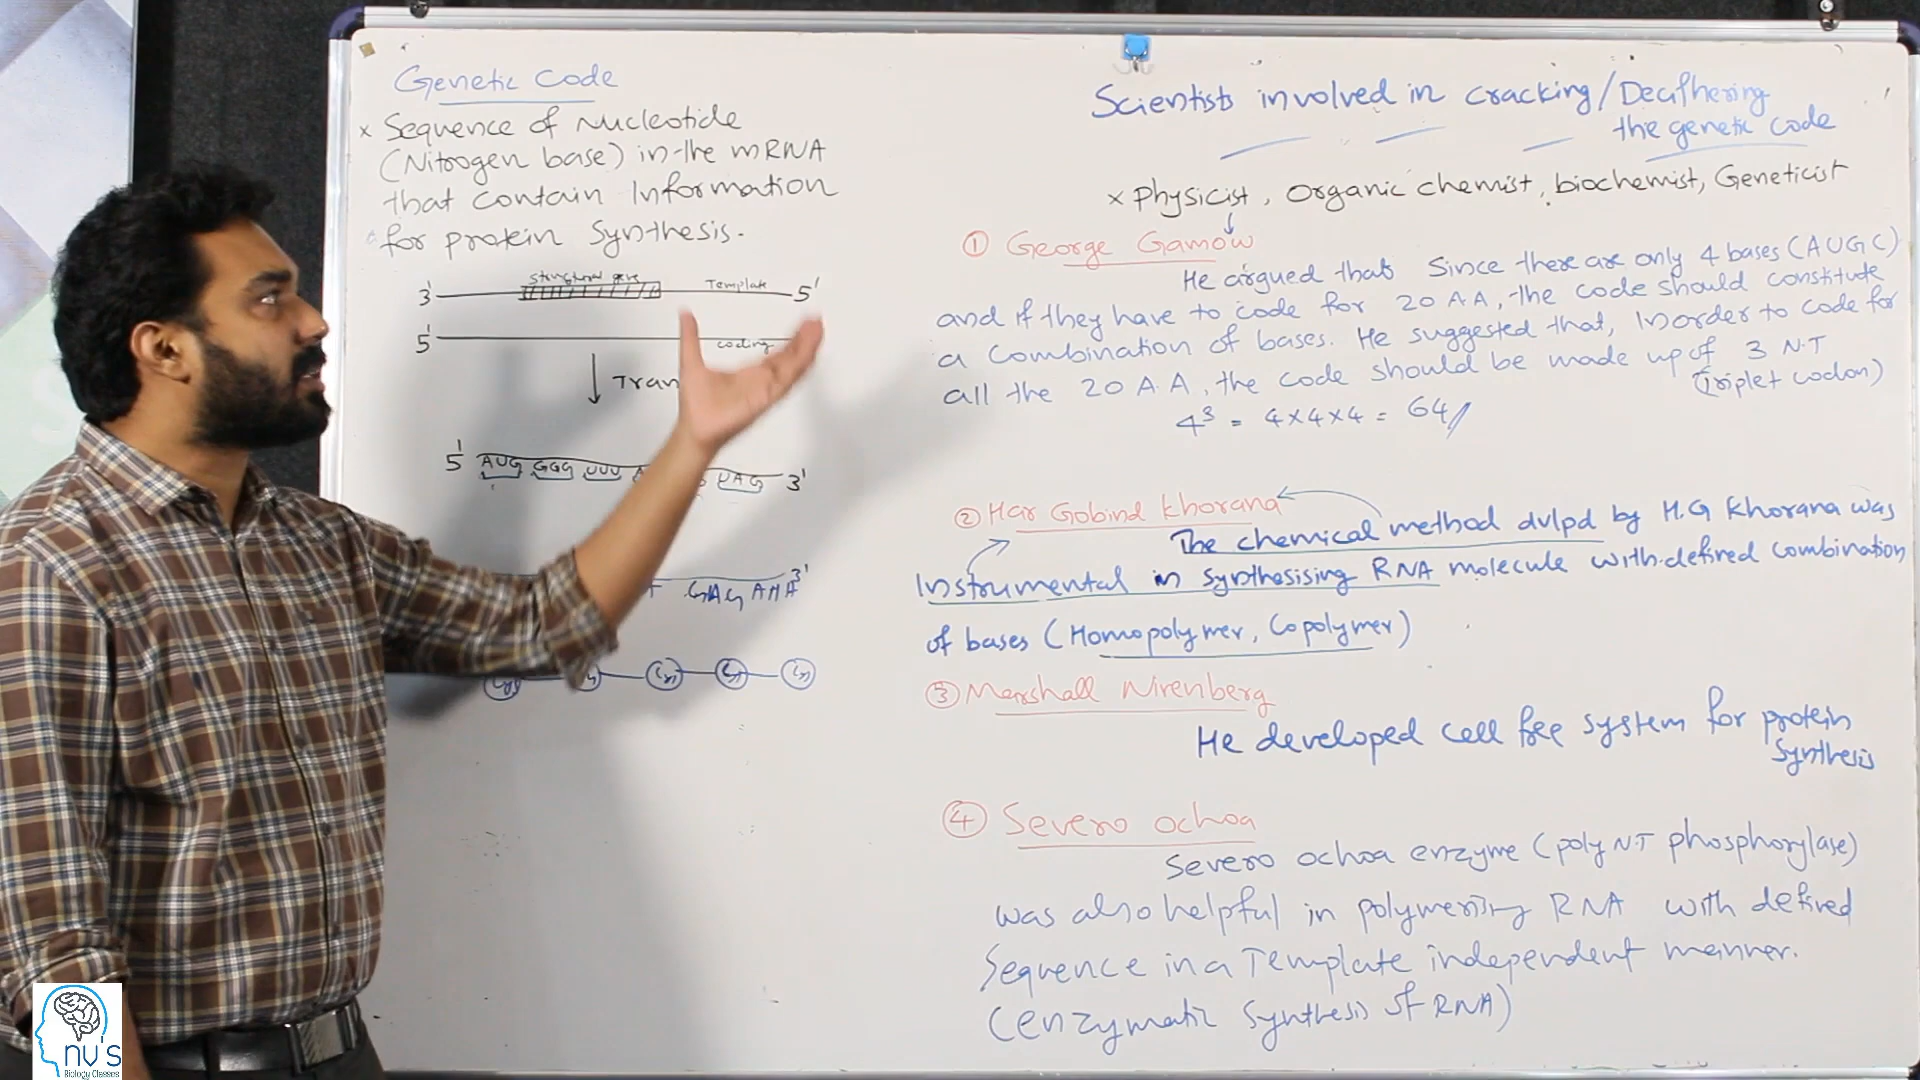 Genetic Code
× Sequence of Nucleotide
(Nitrogen base) in the mRNA
that contain Information
for protein Synthesis.
3' Structural gene Template 5'
5' coding
Tran
5' AUG GGG UUU UAG 3'
3'
GAG AAA
Scientists involved in cracking/Deciphering
the genetic code
× Physicist, Organic chemist, biochemist, Geneticist
① George Gamow
He argued that Since there are only 4 bases (AUGC)
and if they have to code for 20 A.A, the code should constitute
a combination of bases. He suggested that, Inorder to code for
all the 20 A.A, the code should be made up of 3 N.T
(Triplet codon)
4³ = 4×4×4 = 64//
② Har Gobind Khorana
The chemical method dvlpd by H.G Khorana was
Instrumental in synthesising RNA molecule with defined combination
of bases (Homopolymer, Copolymer)
③ Marshall Nirenberg
He developed cell free system for protein
Synthesis
④ Severo ochoa
Severo ochoa enzyme (poly N.T phosphorylase)
was also helpful in polymerising RNA with defined
Sequence in a Template independent manner.
(enzymatic synthesis of RNA)
nv's
Biology Classes